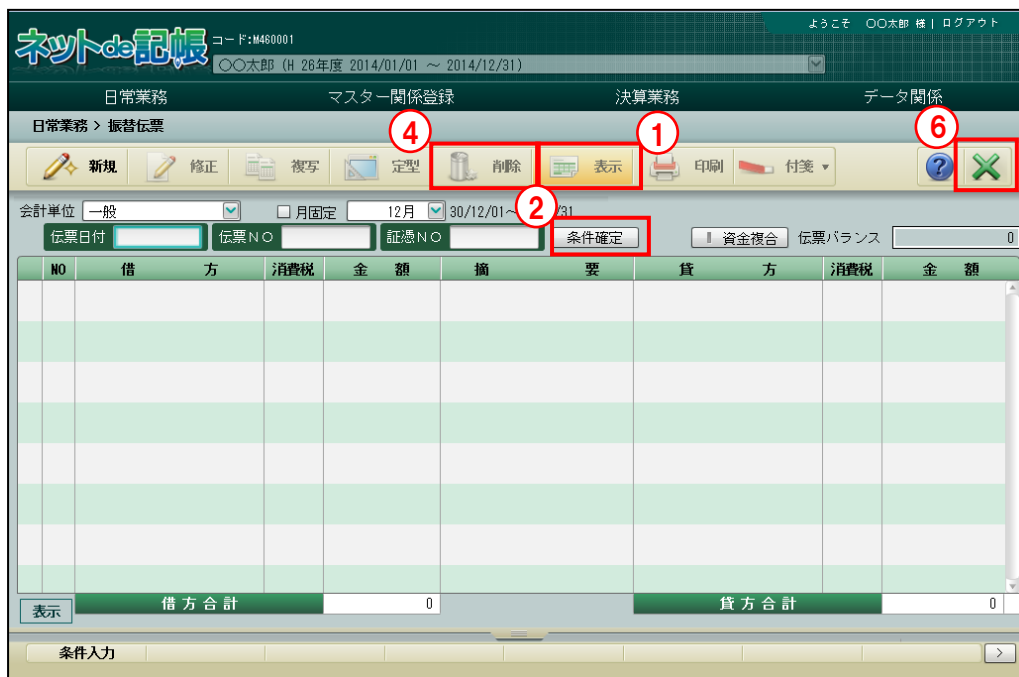 ようこそ 〇〇太郎 様 | ログアウト
ネットde記帳 コード:M460001
〇〇太郎 (H 26年度 2014/01/01 ～ 2014/12/31)
日常業務 マスター関係登録 決算業務 データ関係
日常業務 > 振替伝票
④ ① ⑥
新規 修正 複写 定型 削除 表示 印刷 付箋 ?
会計単位 一般 月固定 12月 30/12/01～ ② /31
伝票日付 伝票NO 証憑NO 条件確定 資金複合 伝票バランス 0
NO 借 方 消費税 金 額 摘 要 貸 方 消費税 金 額
表示 借方合計 0 貸方合計 0
条件入力 >